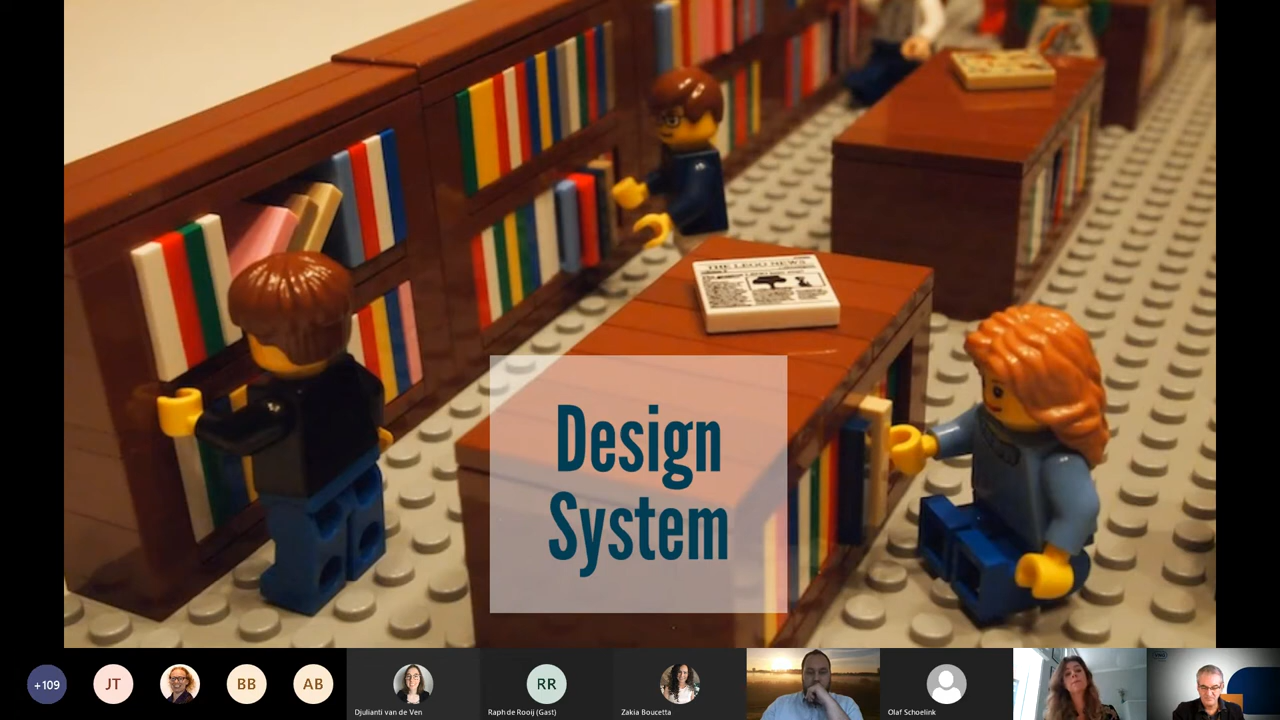 THE LEGO NEWS
Design
System
+109
JT
BB
AB
RR
Djulianti van de Ven
Raph de Rooij (Gast)
Zakia Boucetta
Olaf Schoelink